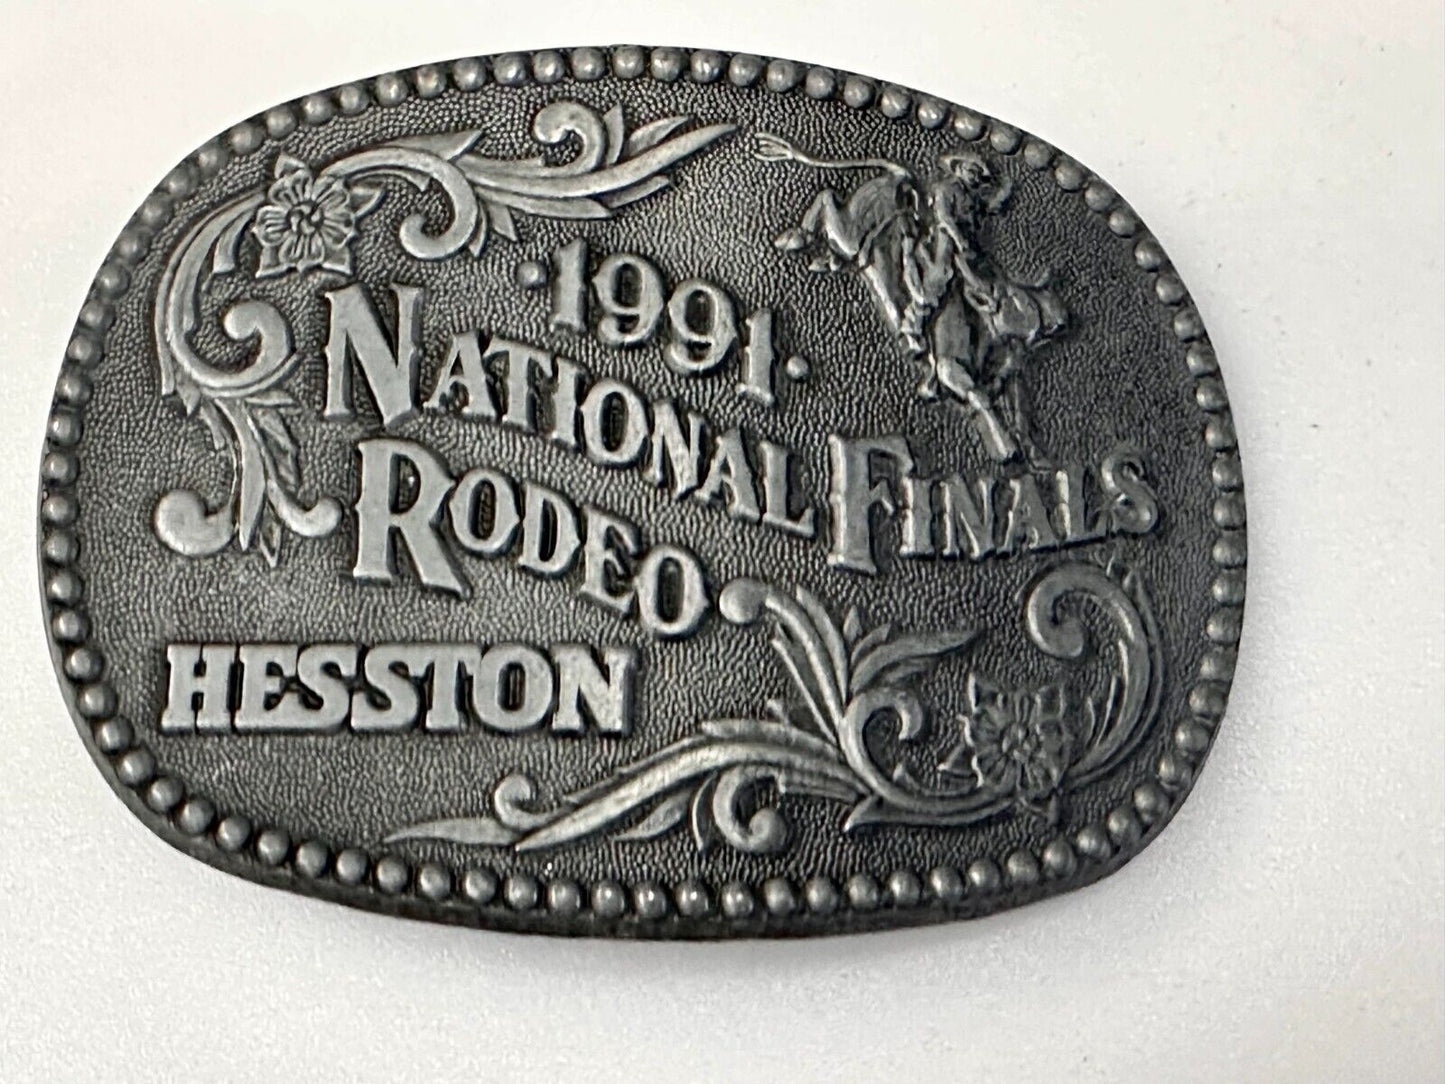 ·1991·
NATIONAL FINALS
RODEO
HESSTON